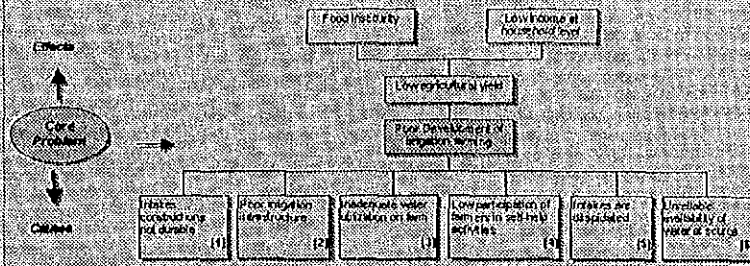 Food Insecurity
Low income at
household level
Effects
Low agricultural yield
Core
Problem
Poor Development of
irrigation farming
Causes
Intakes
constructions
not durable
[1]
Poor irrigation
infrastructure
[2]
Inadequate water
utilization on farm
[3]
Low participation of
farmers in self-held
activities
[4]
Intakes are
dilapidated
[5]
Unreliable
availability of
water at source